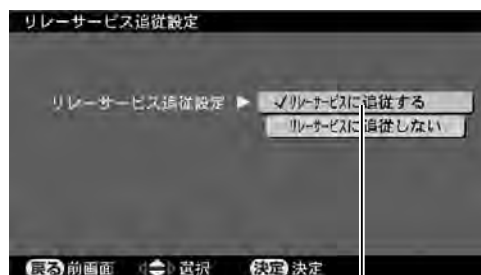 リレーサービス追従設定
リレーサービス追従設定 ▶ ✓リレーサービスに追従する
リレーサービスに追従しない
戻る 前画面 選択 決定 決定